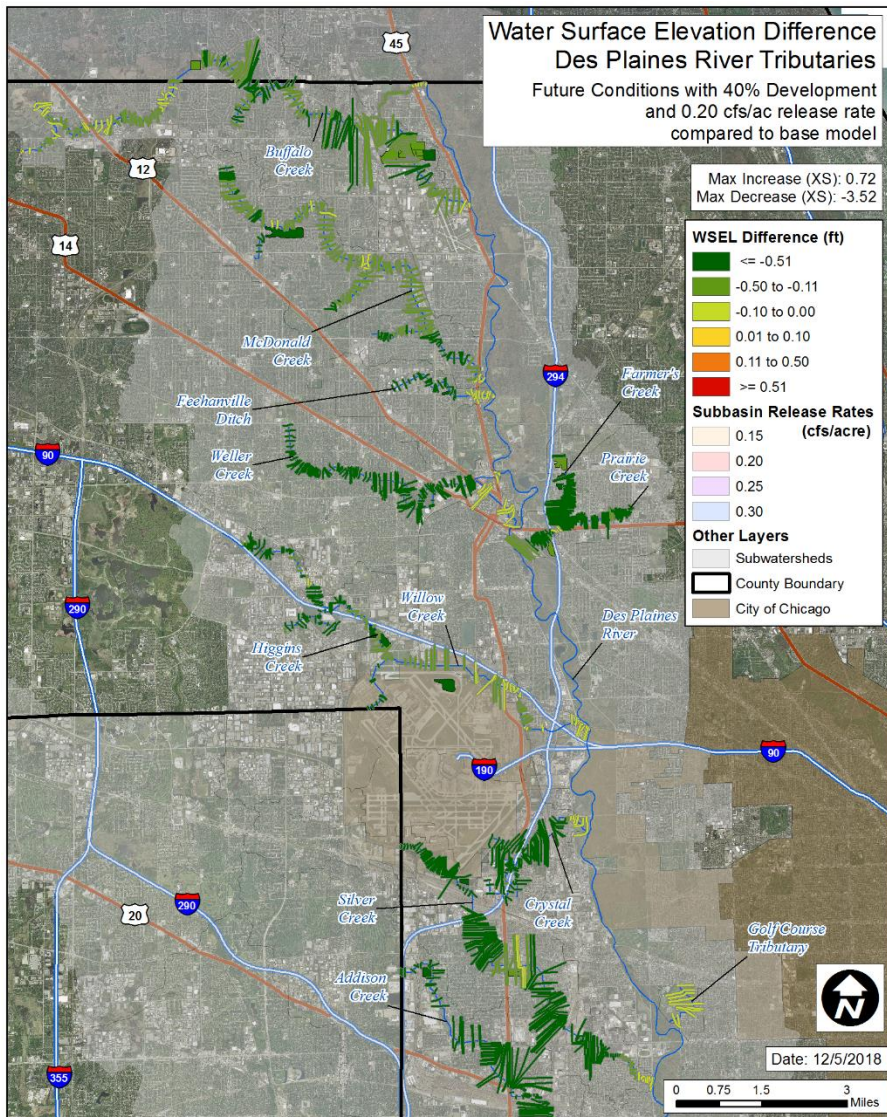 Water Surface Elevation Difference
Des Plaines River Tributaries
Future Conditions with 40% Development
and 0.20 cfs/ac release rate
compared to base model
Max Increase (XS): 0.72
Max Decrease (XS): -3.52
WSEL Difference (ft)
<= -0.51
-0.50 to -0.11
-0.10 to 0.00
0.01 to 0.10
0.11 to 0.50
>= 0.51
Subbasin Release Rates
(cfs/acre)
0.15
0.20
0.25
0.30
Other Layers
Subwatersheds
County Boundary
City of Chicago
45
12
14
Buffalo
Creek
McDonald
Creek
Feehanville
Ditch
Weller
Creek
294
Farmer's
Creek
Prairie
Creek
90
290
Willow
Creek
Higgins
Creek
Des Plaines
River
190
90
Silver
Creek
Crystal
Creek
20
290
Addison
Creek
Golf Course
Tributary
355
N
Date: 12/5/2018
0 0.75 1.5 3
Miles